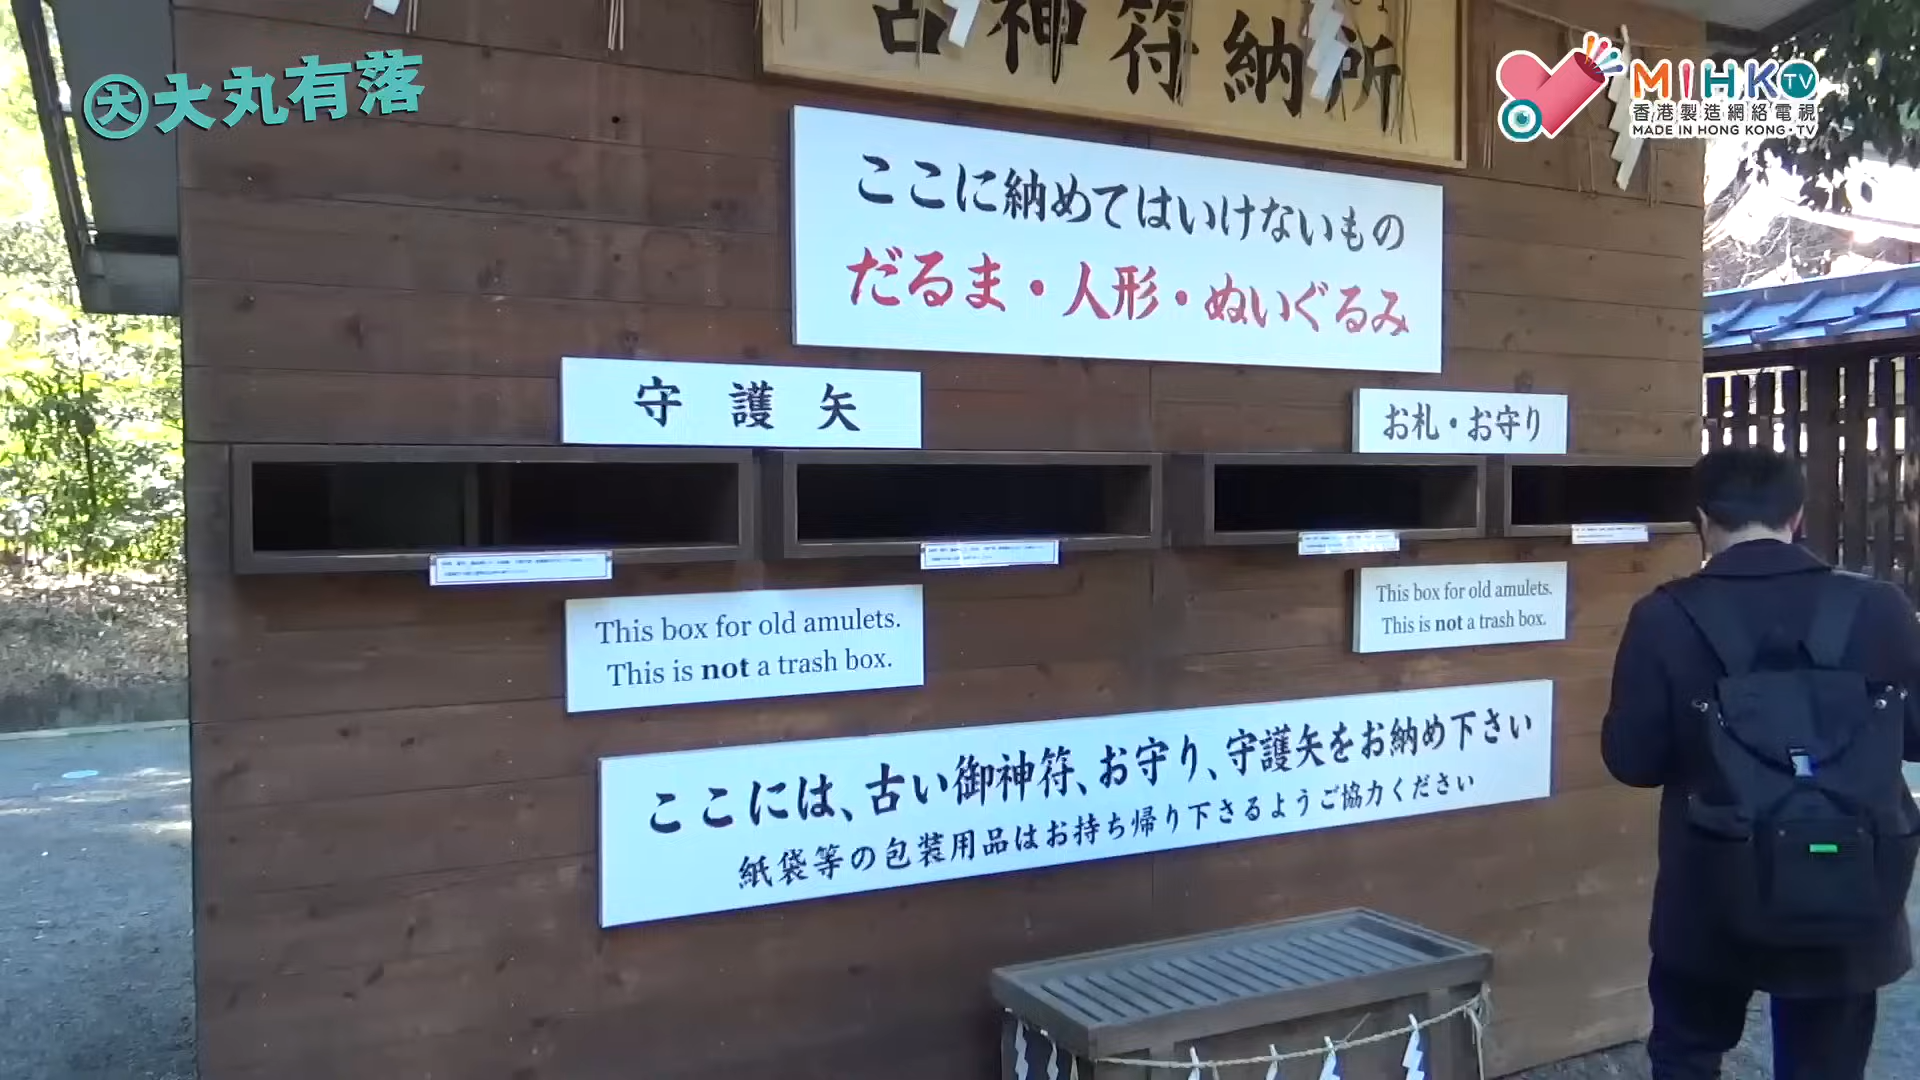 大 大丸有落
MIHK TV
香港製造網絡電視
MADE IN HONG KONG・TV
古神符納所
ここに納めてはいけないもの
だるま・人形・ぬいぐるみ
守護矢
お札・お守り
This box for old amulets.
This is not a trash box.
This box for old amulets.
This is not a trash box.
ここには、古い御神符、お守り、守護矢をお納め下さい
紙袋等の包装用品はお持ち帰り下さるようご協力ください